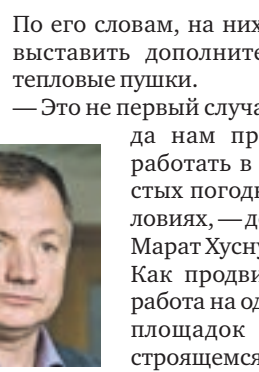 По его словам, на них
выставить дополните
тепловые пушки.
— Это не первый случа
да нам пр
работать в
стых погодн
ловиях, — до
Марат Хусну
Как продви
работа на од
площадок
строящемся